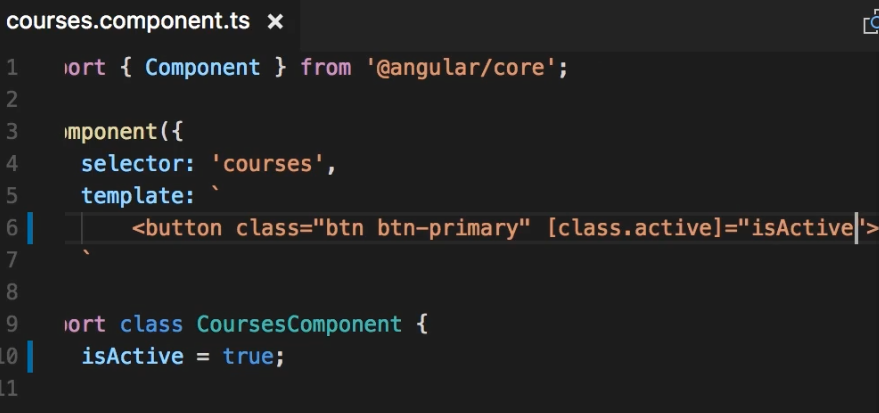 courses.component.ts ×
1 ort { Component } from '@angular/core';
2
3 mponent({
4 selector: 'courses',
5 template: `
6 <button class="btn btn-primary" [class.active]="isActive">
7 `
8
9 ort class CoursesComponent {
10 isActive = true;
11